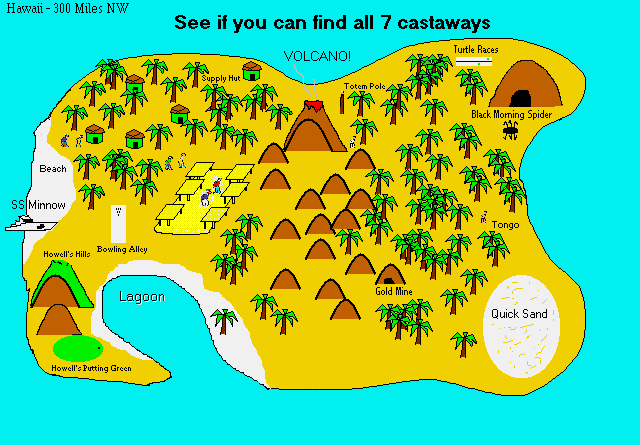 Hawaii - 300 Miles NW
See if you can find all 7 castaways
Turtle Races
VOLCANO!
Supply Hut
Totem Pole
Black Morning Spider
Beach
SS Minnow
Tongo
Bowling Alley
Howell's Hills
Gold Mine
Lagoon
Quick Sand
Howell's Putting Green